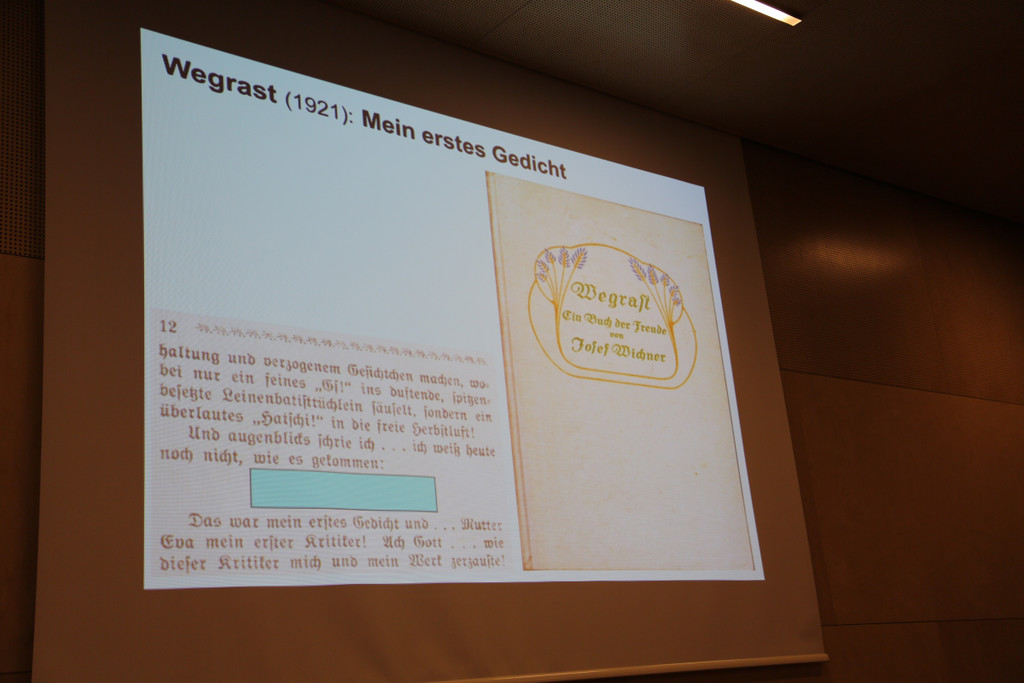 Wegrast (1921): Mein erstes Gedicht
12
haltung und verzogenem Gesichtchen machen, wo-
bei nur ein feines „Gs!“ ins duftende, spitzen-
besetzte Leinenbatisttüchlein säuselt, sondern ein
überlautes „Hatschi!“ in die freie Herbstluft!
Und augenblicks schrie ich . . . ich weiß heute
noch nicht, wie es gekommen:
Das war mein erstes Gedicht und . . . Mutter
Eva mein erster Kritiker! Ach Gott . . . wie
dieser Kritiker mich und mein Werk zerzauste!
Wegrast
Ein Buch der Freude
von
Josef Wichner